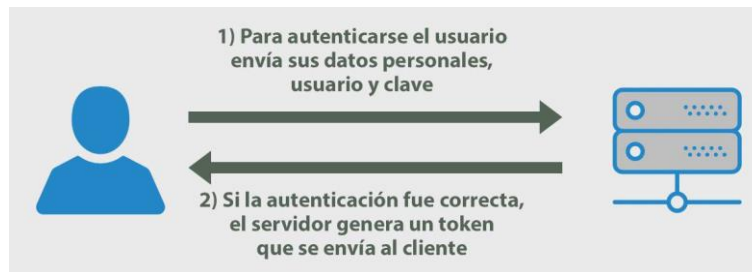 1) Para autenticarse el usuario
envía sus datos personales,
usuario y clave
2) Si la autenticación fue correcta,
el servidor genera un token
que se envía al cliente